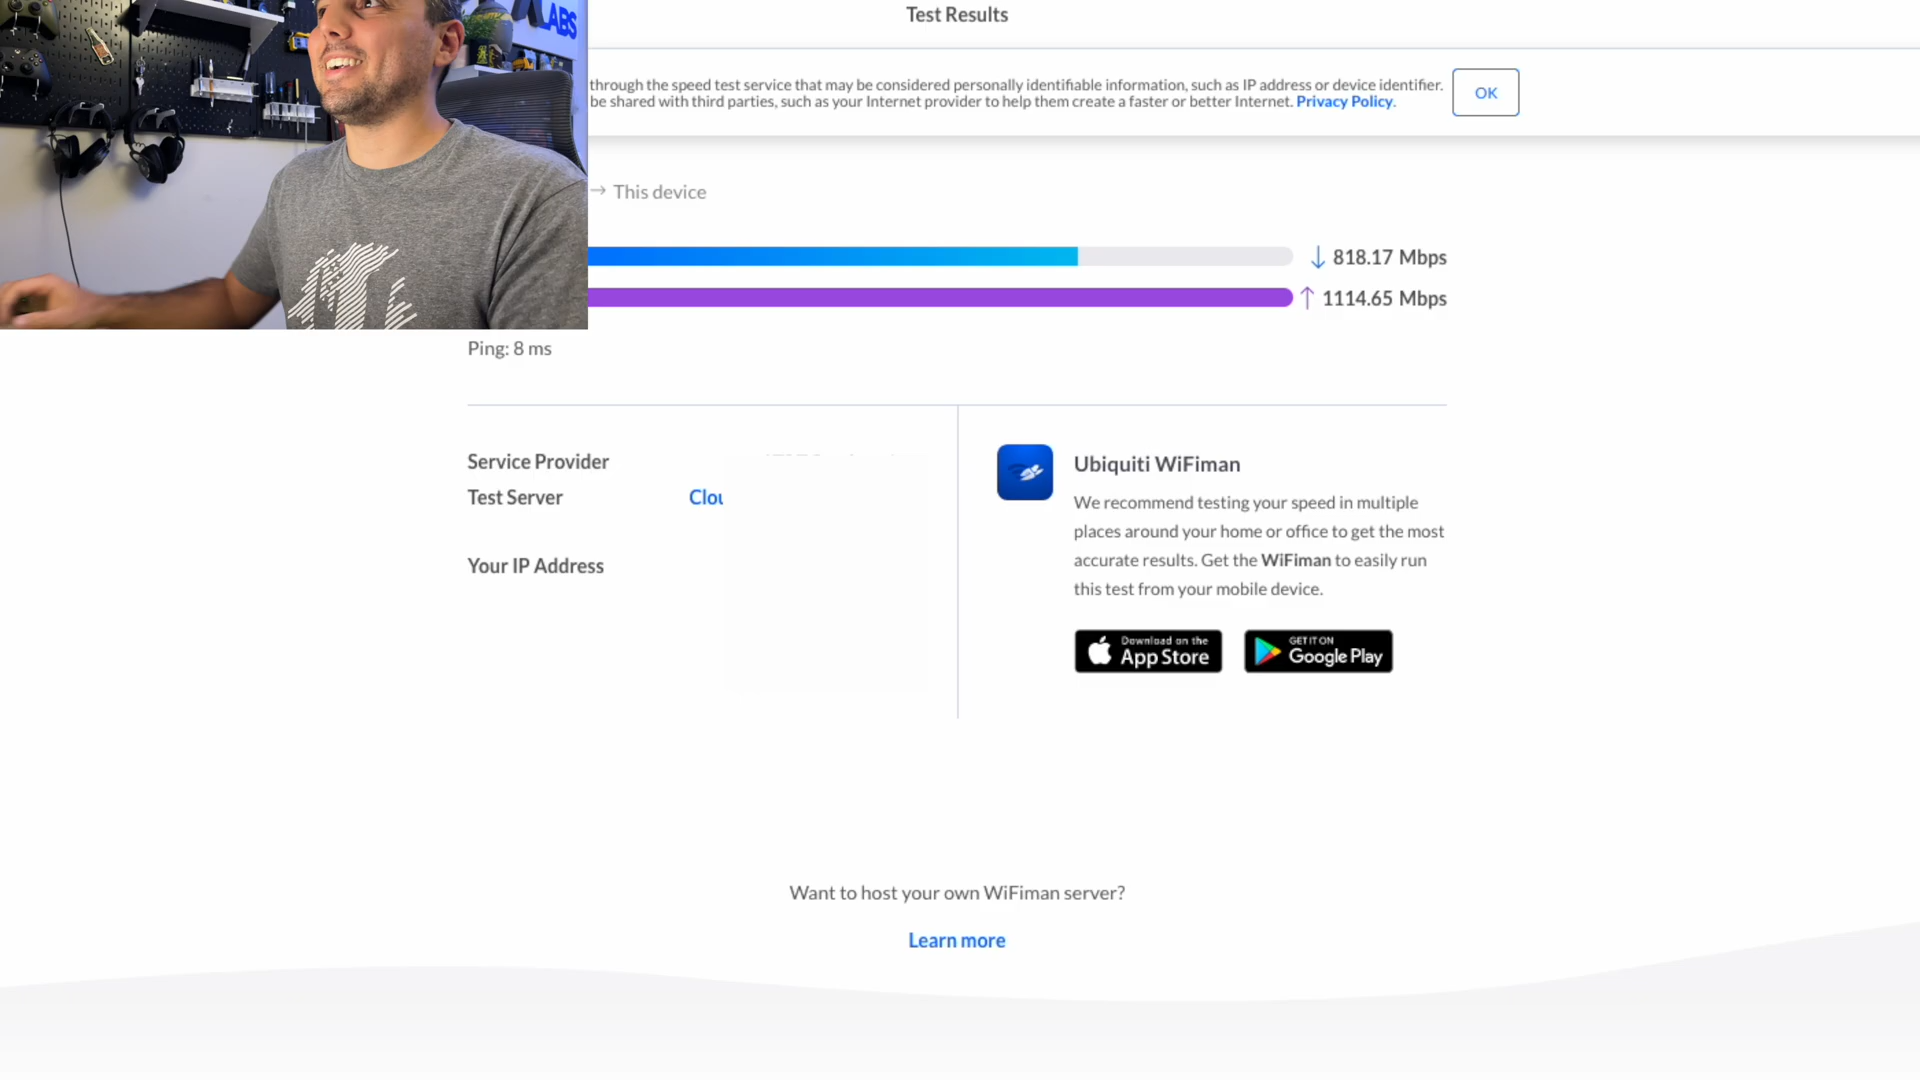 LABS
Test Results
through the speed test service that may be considered personally identifiable information, such as IP address or device identifier.
be shared with third parties, such as your Internet provider to help them create a faster or better Internet. Privacy Policy.
OK
→ This device
↓ 818.17 Mbps
↑ 1114.65 Mbps
Ping: 8 ms
Service Provider
Test Server Clou
Your IP Address
Ubiquiti WiFiman
We recommend testing your speed in multiple
places around your home or office to get the most
accurate results. Get the WiFiman to easily run
this test from your mobile device.
Download on the
App Store
GET IT ON
Google Play
Want to host your own WiFiman server?
Learn more